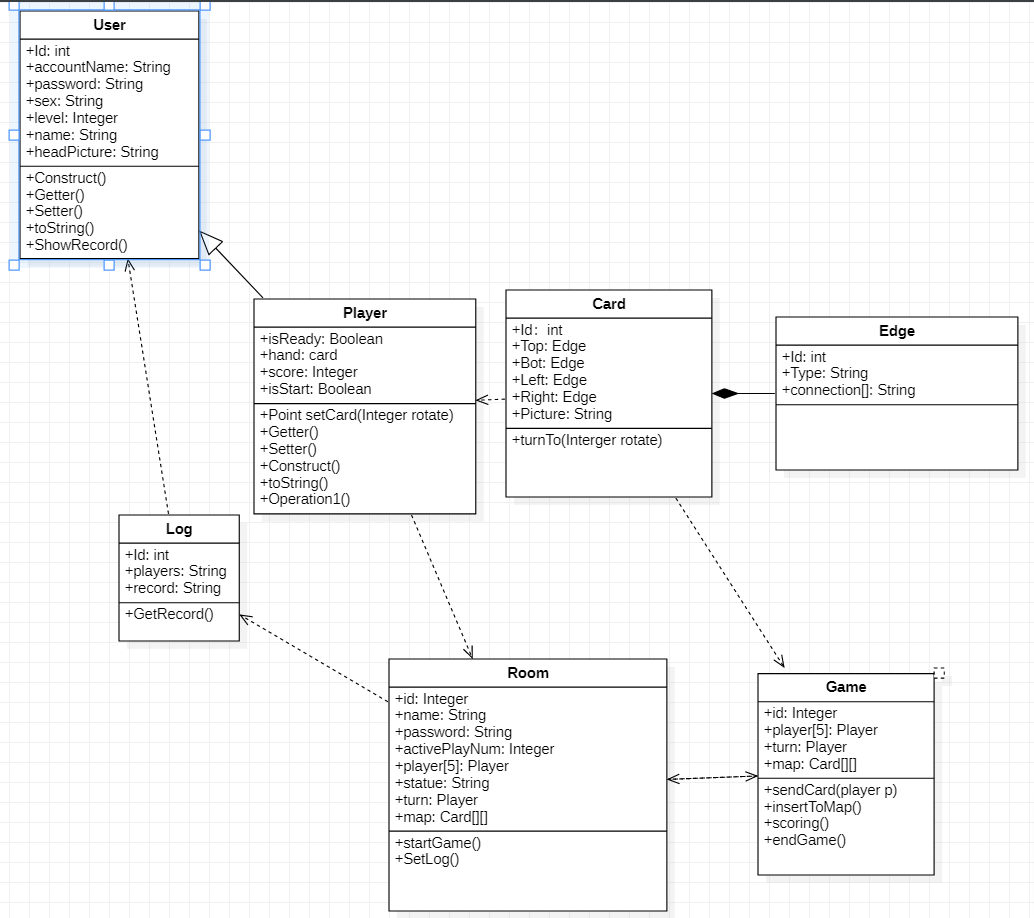 User
+Id: int
+accountName: String
+password: String
+sex: String
+level: Integer
+name: String
+headPicture: String
+Construct()
+Getter()
+Setter()
+toString()
+ShowRecord()
Player
+isReady: Boolean
+hand: card
+score: Integer
+isStart: Boolean
+Point setCard(Integer rotate)
+Getter()
+Setter()
+Construct()
+toString()
+Operation1()
Card
+Id： int
+Top: Edge
+Bot: Edge
+Left: Edge
+Right: Edge
+Picture: String
+turnTo(Interger rotate)
Edge
+Id: int
+Type: String
+connection[]: String
Log
+Id: int
+players: String
+record: String
+GetRecord()
Room
+id: Integer
+name: String
+password: String
+activePlayNum: Integer
+player[5]: Player
+statue: String
+turn: Player
+map: Card[][]
+startGame()
+SetLog()
Game
+id: Integer
+player[5]: Player
+turn: Player
+map: Card[][]
+sendCard(player p)
+insertToMap()
+scoring()
+endGame()